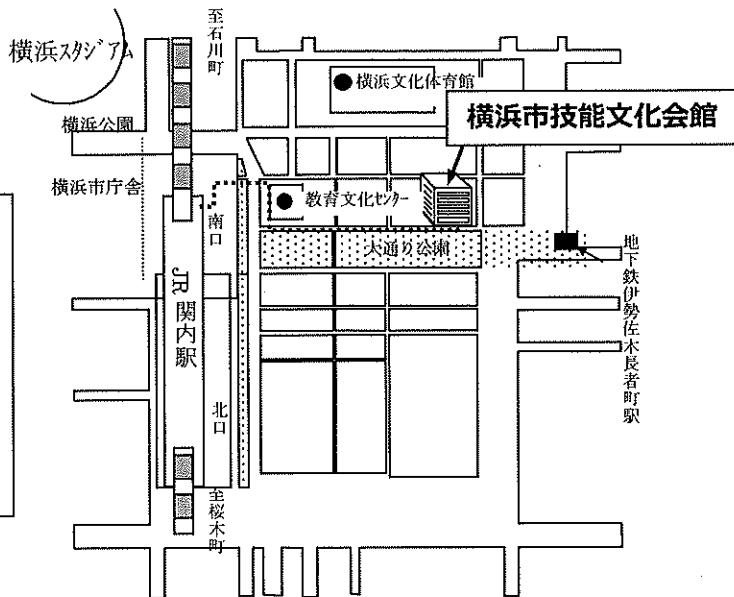 横浜スタジアム
至石川町
横浜文化体育館
横浜市技能文化会館
横浜公園
横浜市庁舎
教育文化センター
南口
大通り公園
地下鉄伊勢佐木長者町駅
JR 関内駅
北口
至桜木町